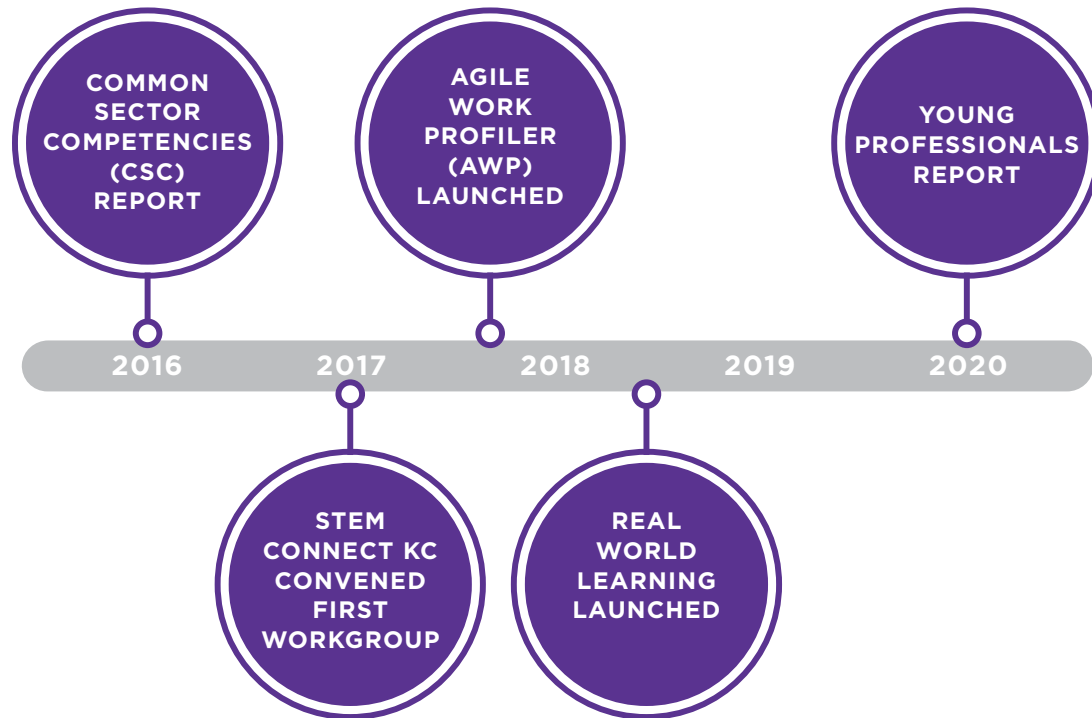 COMMON
SECTOR
COMPETENCIES
(CSC)
REPORT
AGILE
WORK
PROFILER
(AWP)
LAUNCHED
YOUNG
PROFESSIONALS
REPORT
2016
2017
2018
2019
2020
STEM
CONNECT KC
CONVENED
FIRST
WORKGROUP
REAL
WORLD
LEARNING
LAUNCHED